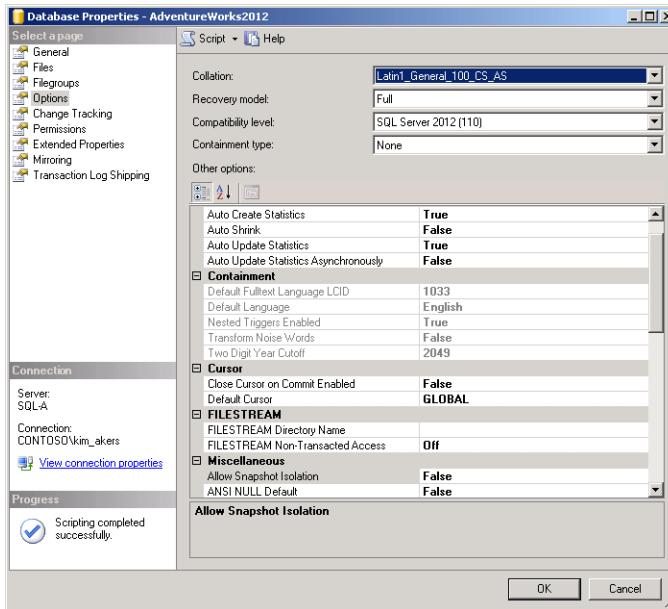 Database Properties - AdventureWorks2012
Select a page
General
Files
Filegroups
Options
Change Tracking
Permissions
Extended Properties
Mirroring
Transaction Log Shipping
Script Help
Collation: Latin1_General_100_CS_AS
Recovery model: Full
Compatibility level: SQL Server 2012 (110)
Containment type: None
Other options:
Auto Create Statistics True
Auto Shrink False
Auto Update Statistics True
Auto Update Statistics Asynchronously False
Containment
Default Fulltext Language LCID 1033
Default Language English
Nested Triggers Enabled True
Transform Noise Words False
Two Digit Year Cutoff 2049
Cursor
Close Cursor on Commit Enabled False
Default Cursor GLOBAL
FILESTREAM
FILESTREAM Directory Name
FILESTREAM Non-Transacted Access Off
Miscellaneous
Allow Snapshot Isolation False
ANSI NULL Default False
Allow Snapshot Isolation
Connection
Server:
SQL-A
Connection:
CONTOSO\kim_akers
View connection properties
Progress
Scripting completed
successfully.
OK Cancel